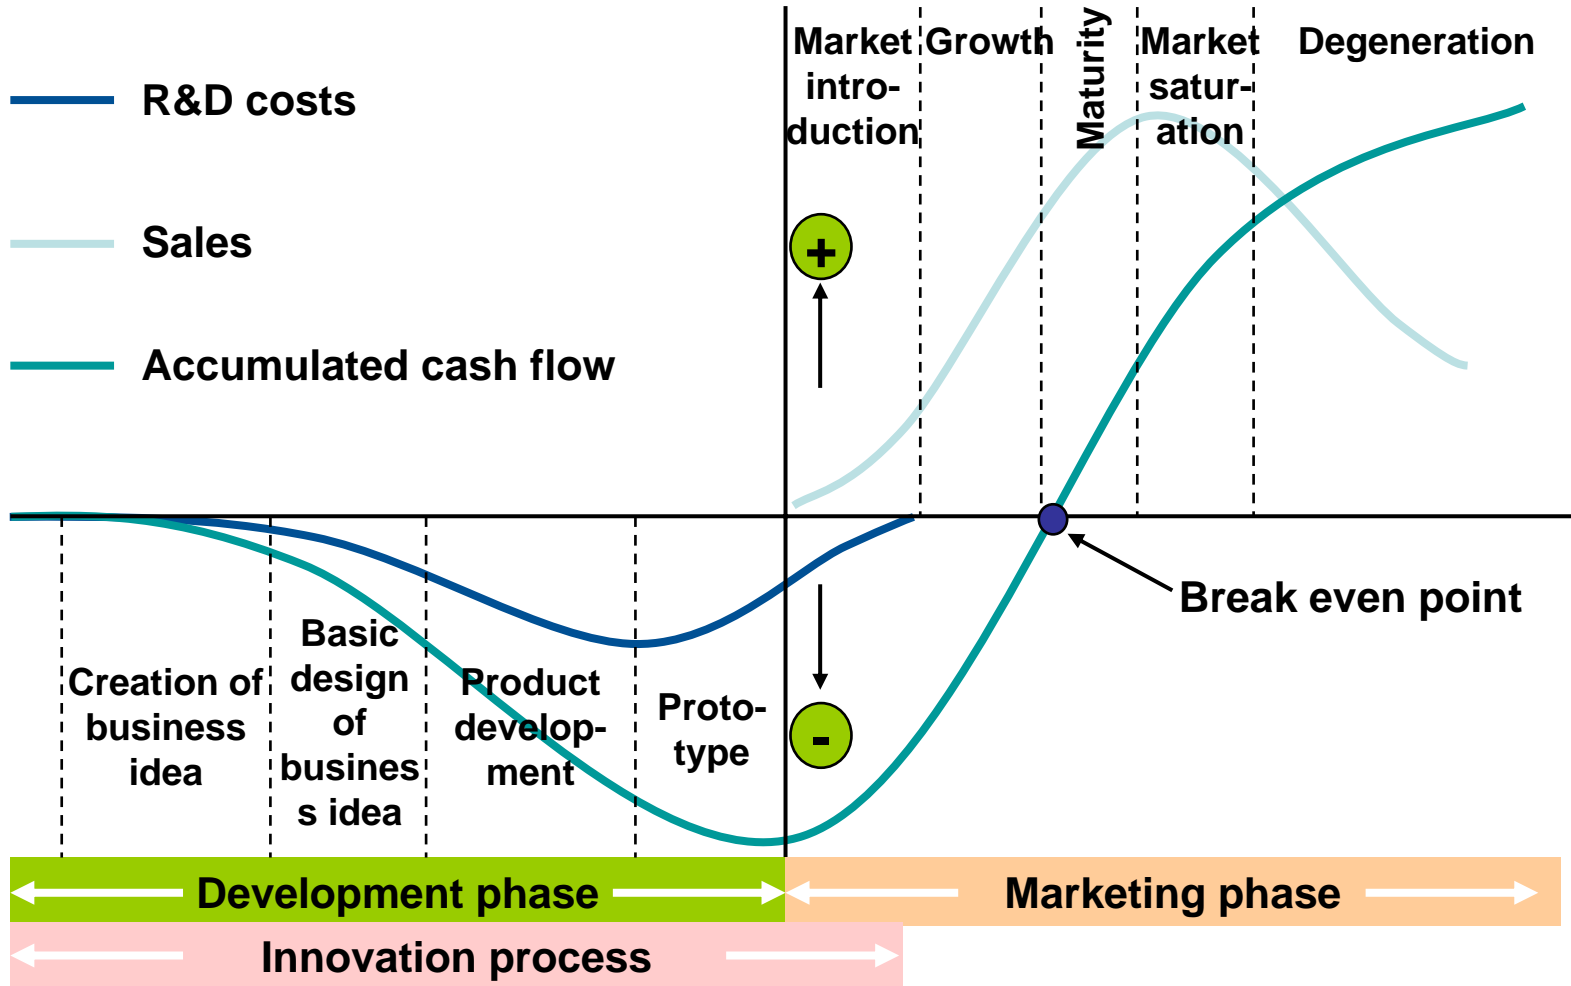 R&D costs
Sales
Accumulated cash flow
Market
intro-
duction
Growth
Maturity
Market
satur-
ation
Degeneration
+
-
Break even point
Creation of
business
idea
Basic
design
of
busines
s idea
Product
develop-
ment
Proto-
type
Development phase
Marketing phase
Innovation process